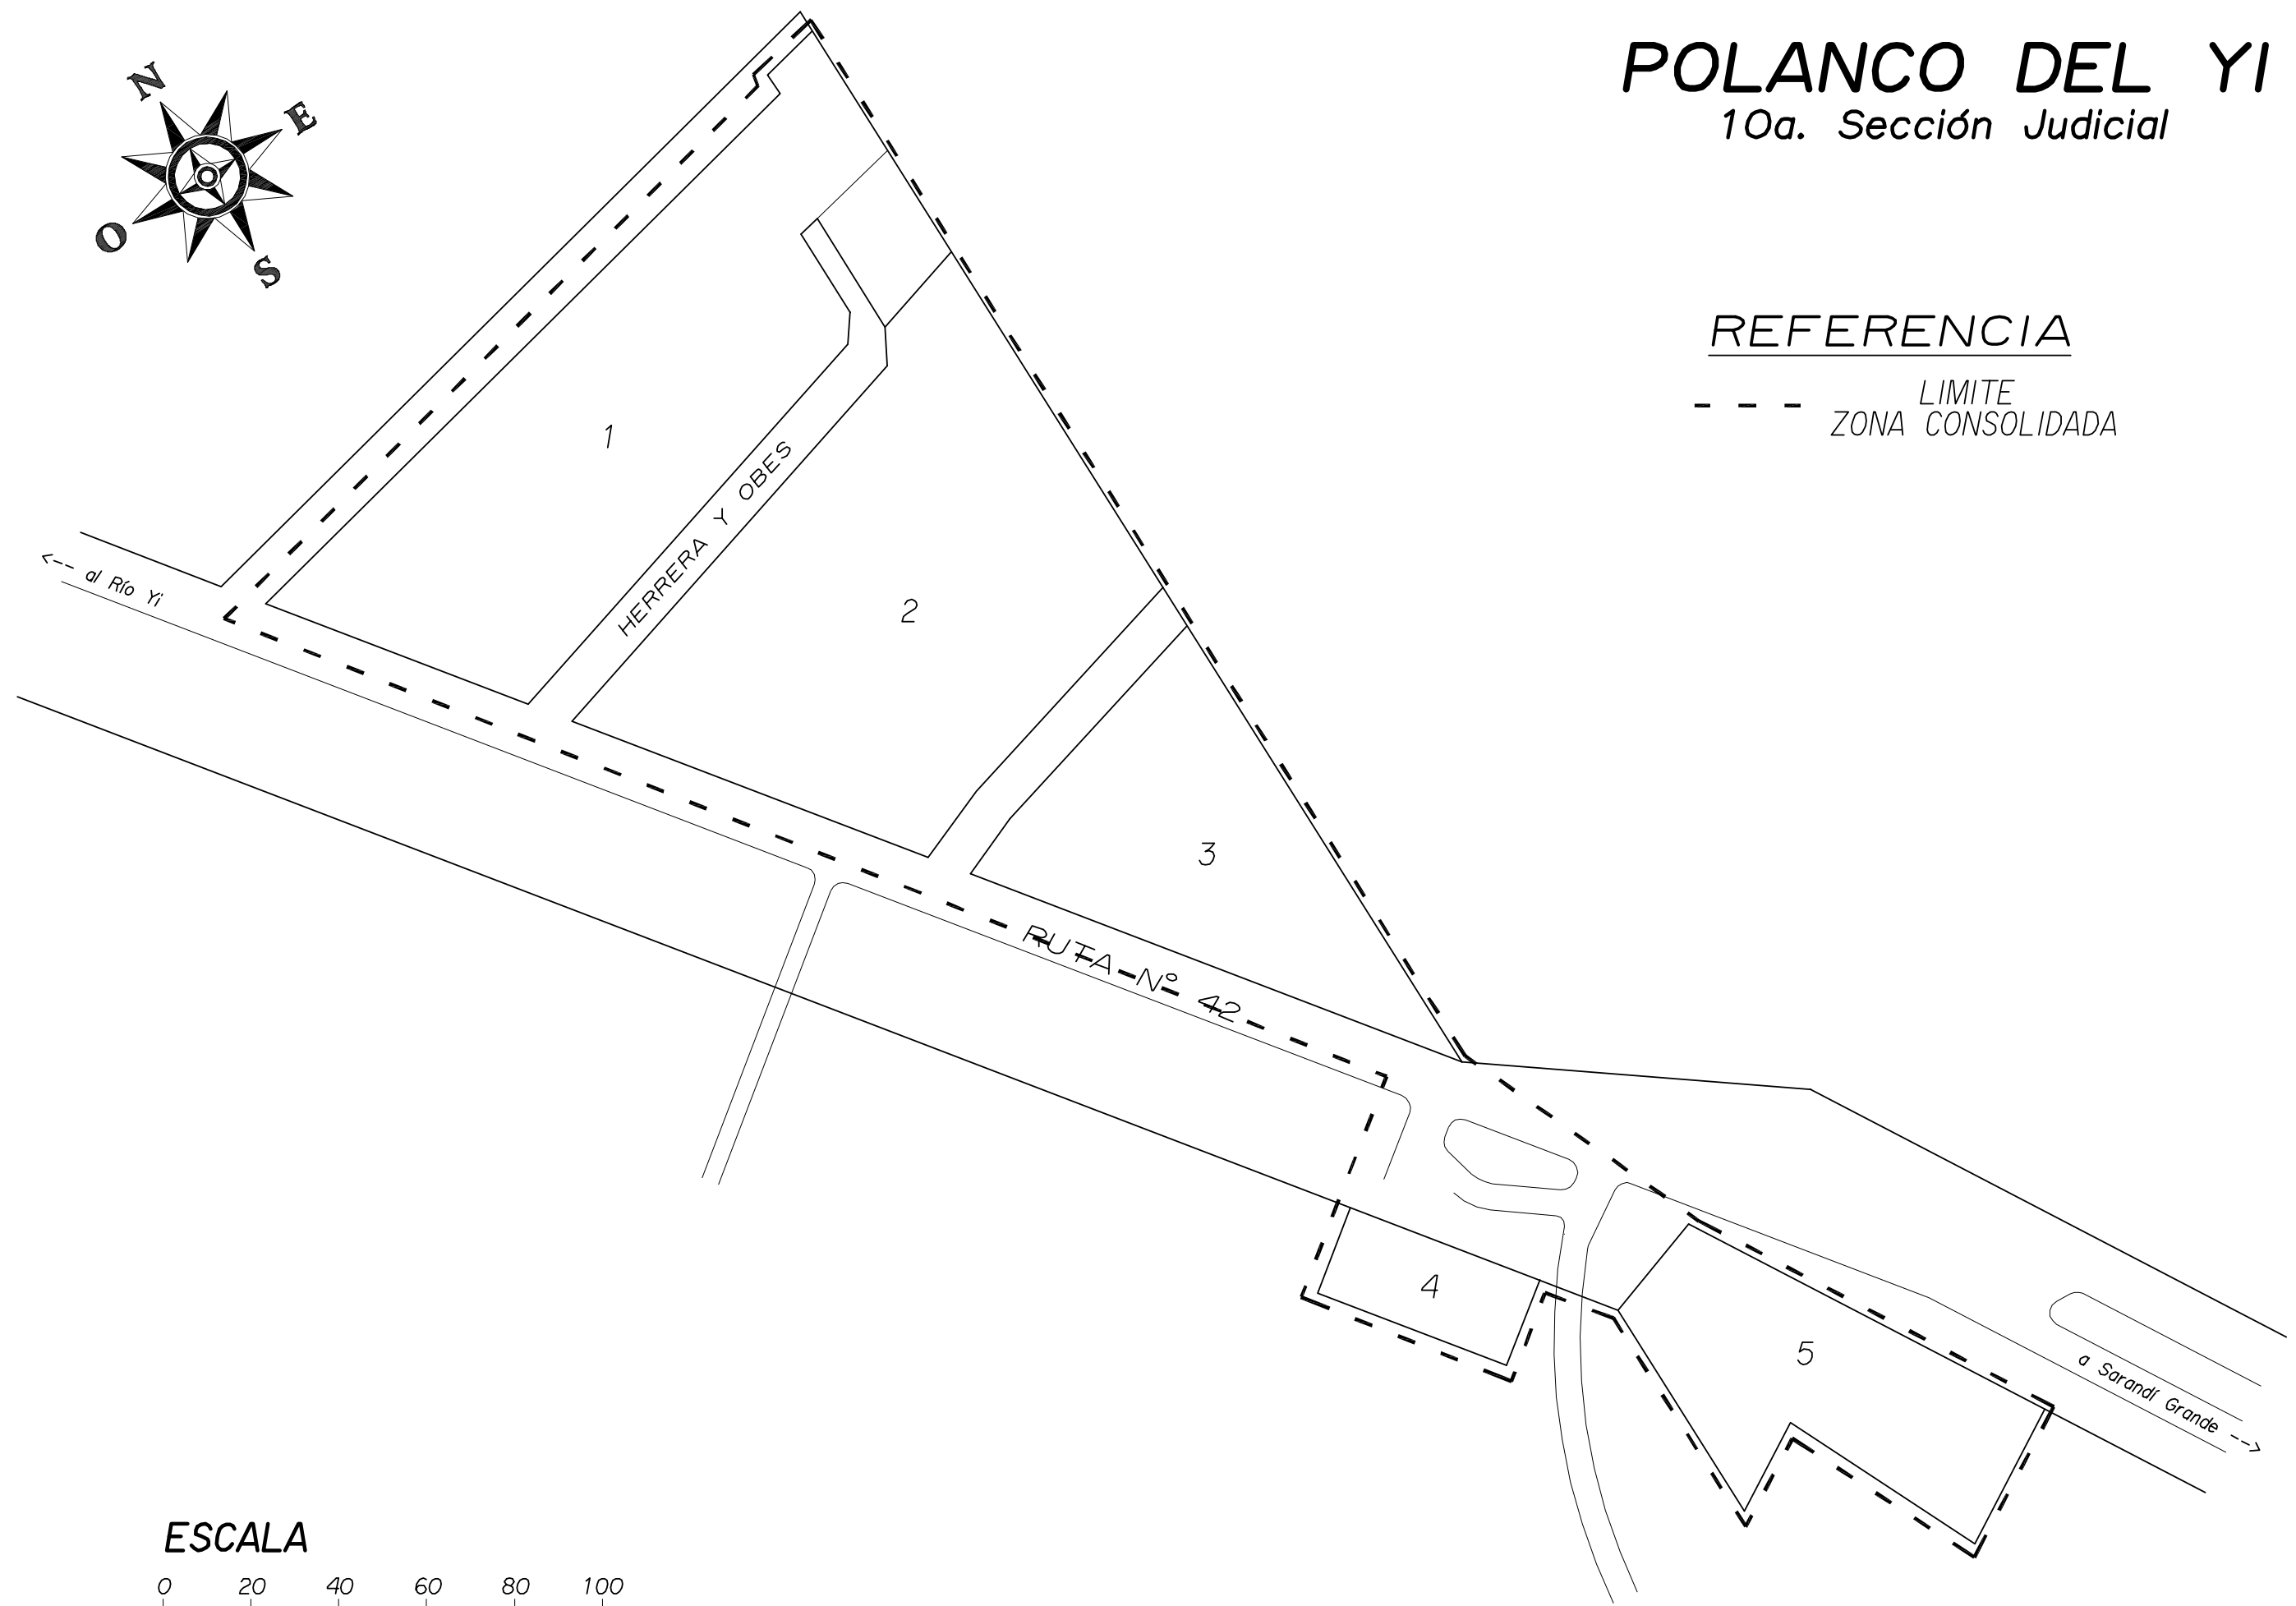 POLANCO DEL YI
10a. Sección Judicial
N
E
O
S
REFERENCIA
LIMITE
ZONA CONSOLIDADA
1
HERRERA Y OBES
<--- al Río Yi
2
3
RUTA Nº 42
4
5
a Sarandí Grande -->
ESCALA
0 20 40 60 80 100